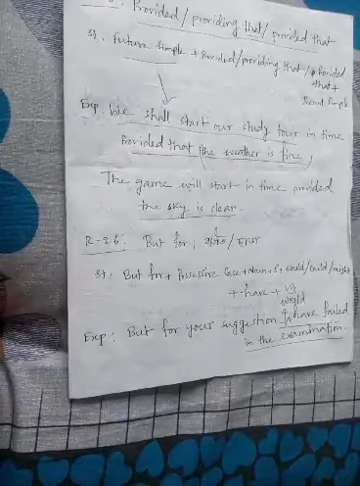 Provided / providing that / provided that
St. Future Simple + Provided/providing that / Provided
that +
Present Simple
Exp. We shall start our study tour in time
Provided that the weather is fine,
The game will start in time provided
the sky is clear.
R-26: But for;
St: But for + Possessive Case + noun + S + would/could/might
+ have + V3
Exp: But for your suggestion I would have failed
in the examination.